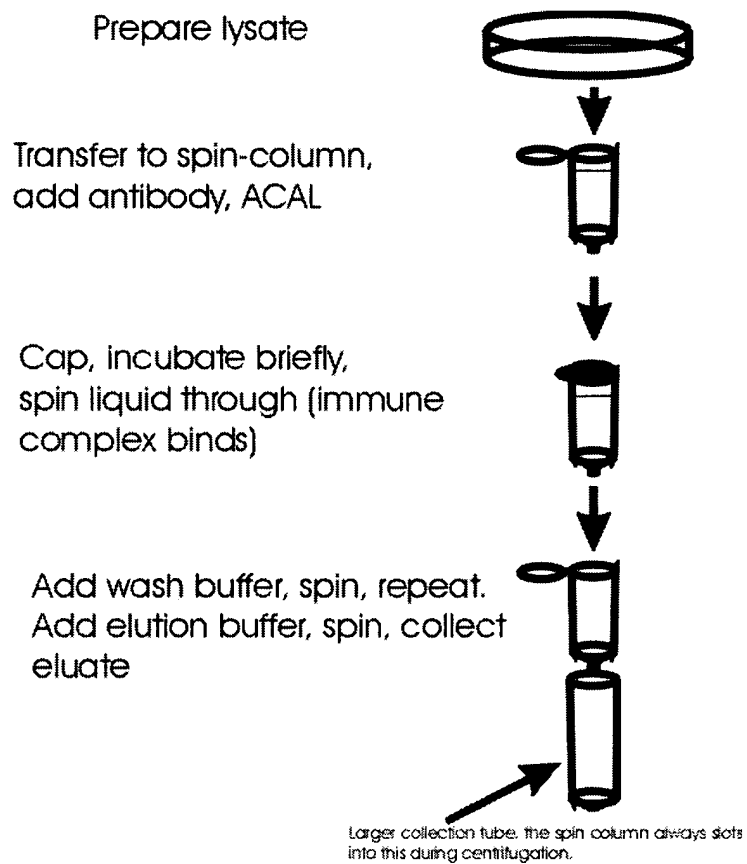 Prepare lysate
Transfer to spin-column,
add antibody, ACAL
Cap, incubate briefly,
spin liquid through (immune
complex binds)
Add wash buffer, spin, repeat.
Add elution buffer, spin, collect
eluate
Larger collection tube, the spin column always slots
into this during centrifugation.